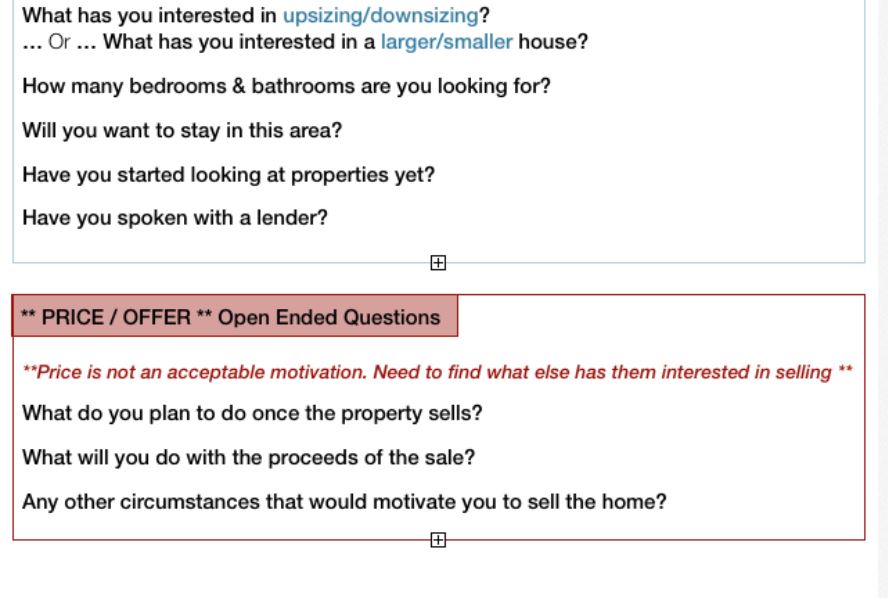 What has you interested in upsizing/downsizing?
... Or ... What has you interested in a larger/smaller house?
How many bedrooms & bathrooms are you looking for?
Will you want to stay in this area?
Have you started looking at properties yet?
Have you spoken with a lender?
** PRICE / OFFER ** Open Ended Questions
**Price is not an acceptable motivation. Need to find what else has them interested in selling **
What do you plan to do once the property sells?
What will you do with the proceeds of the sale?
Any other circumstances that would motivate you to sell the home?